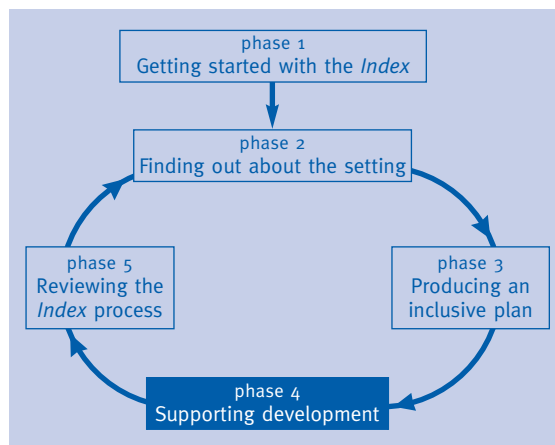 phase 1
Getting started with the Index
phase 2
Finding out about the setting
phase 3
Producing an
inclusive plan
phase 4
Supporting development
phase 5
Reviewing the
Index process